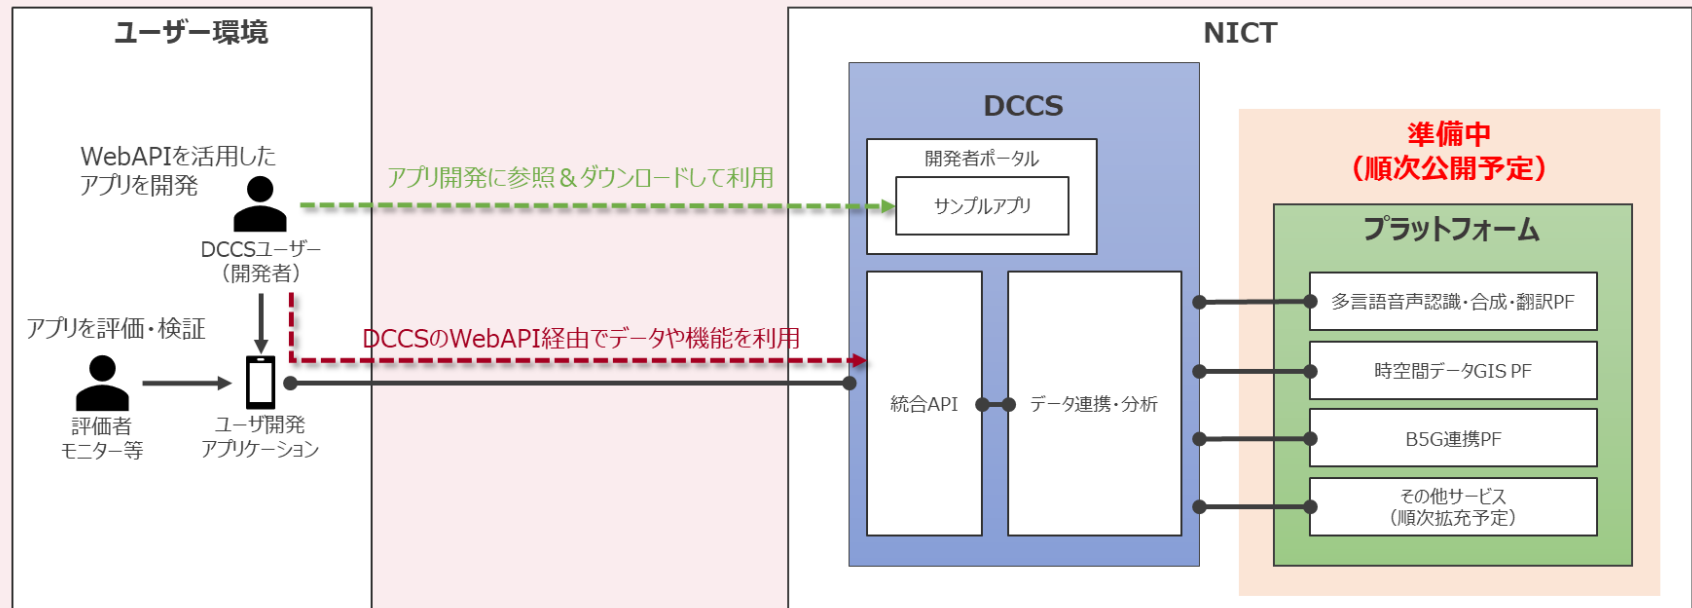 ユーザー環境
WebAPIを活用した
アプリを開発
DCCSユーザー
（開発者）
アプリを評価・検証
評価者
モニター等
ユーザ開発
アプリケーション
アプリ開発に参照＆ダウンロードして利用
DCCSのWebAPI経由でデータや機能を利用
NICT
DCCS
開発者ポータル
サンプルアプリ
統合API
データ連携・分析
準備中
（順次公開予定）
プラットフォーム
多言語音声認識・合成・翻訳PF
時空間データGIS PF
B5G連携PF
その他サービス
（順次拡充予定）